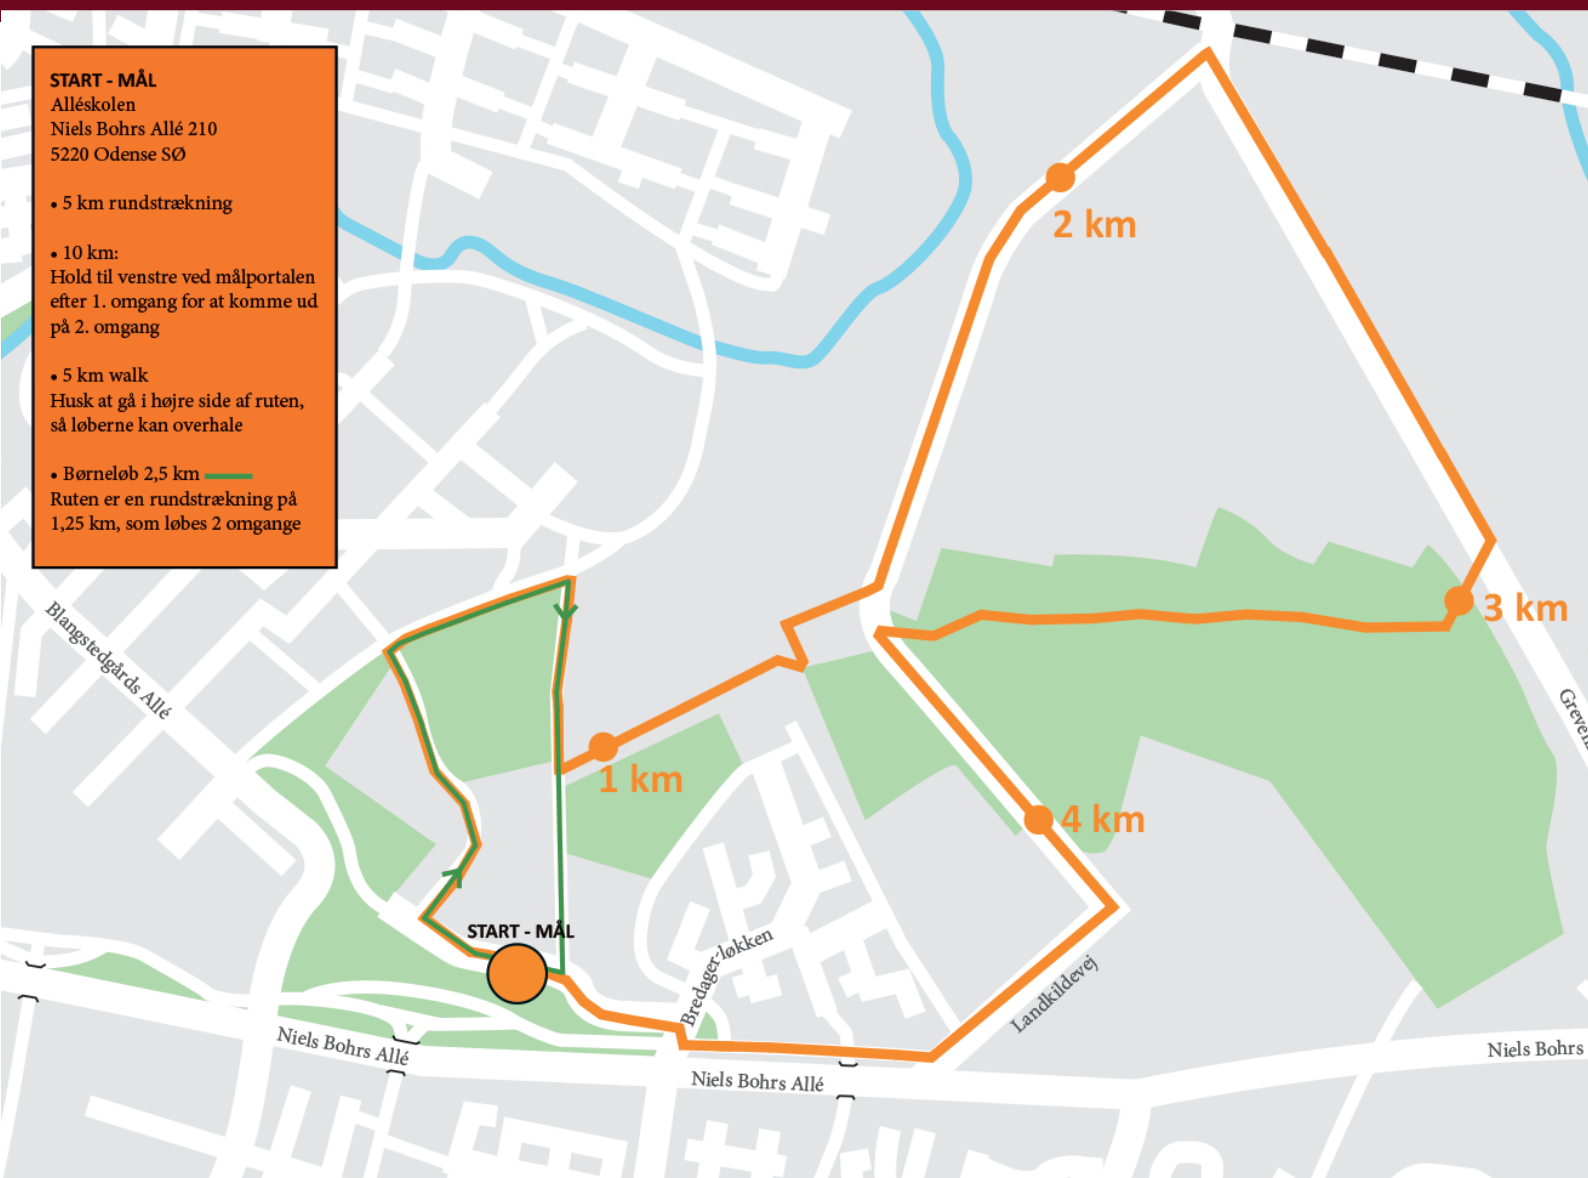 START - MÅL
Alléskolen
Niels Bohrs Allé 210
5220 Odense SØ
• 5 km rundstrækning
• 10 km:
Hold til venstre ved målportalen
efter 1. omgang for at komme ud
på 2. omgang
• 5 km walk
Husk at gå i højre side af ruten,
så løberne kan overhale
• Børneløb 2,5 km
Ruten er en rundstrækning på
1,25 km, som løbes 2 omgange
2 km
3 km
Blangstedgårds Allé
1 km
4 km
START - MÅL
Bredager-løkken
Landkildevej
Niels Bohrs Allé
Niels Bohrs Allé
Niels Bohrs